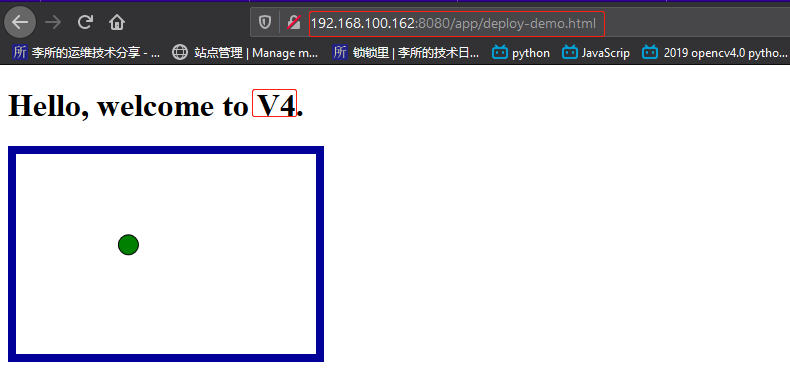 192.168.100.162:8080/app/deploy-demo.html
李所的运维技术分享 - ... 站点管理 | Manage m... 锁锁里 | 李所的技术日... python JavaScrip 2019 opencv4.0 pytho...
Hello, welcome to V4.